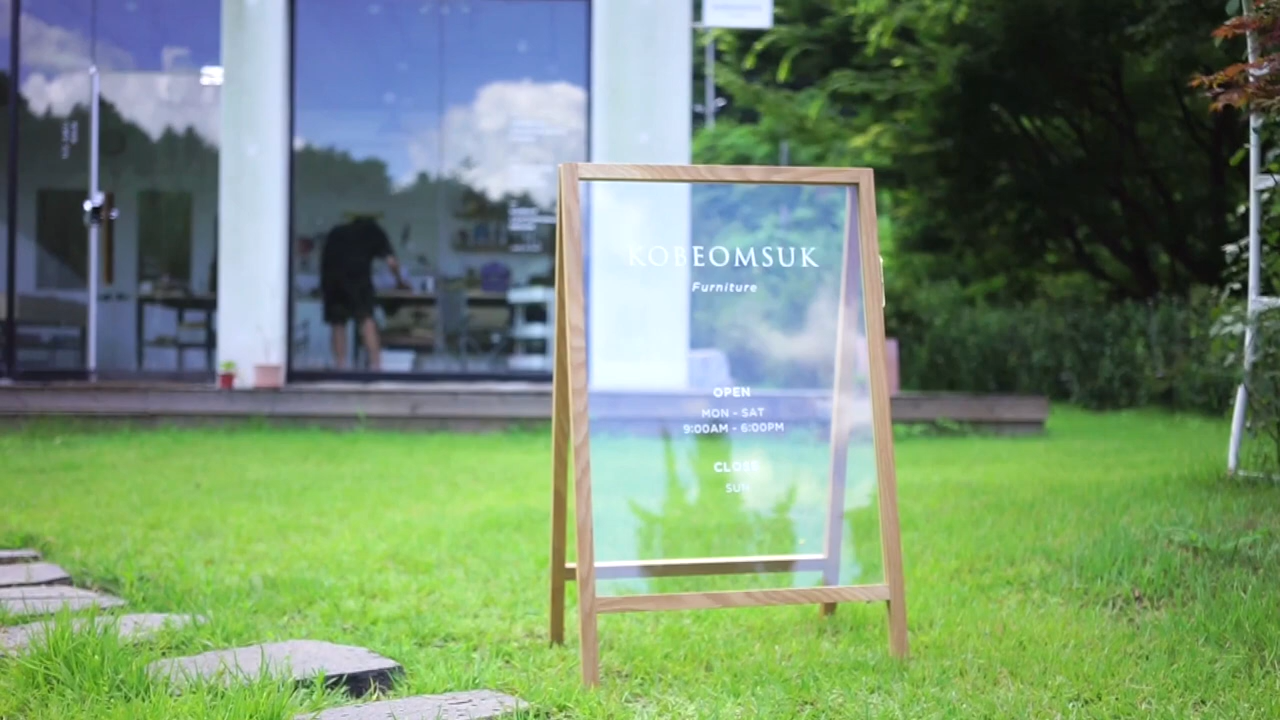 KOBEOMSUK
Furniture
OPEN
MON - SAT
9:00AM - 6:00PM
CLOSE
SUN